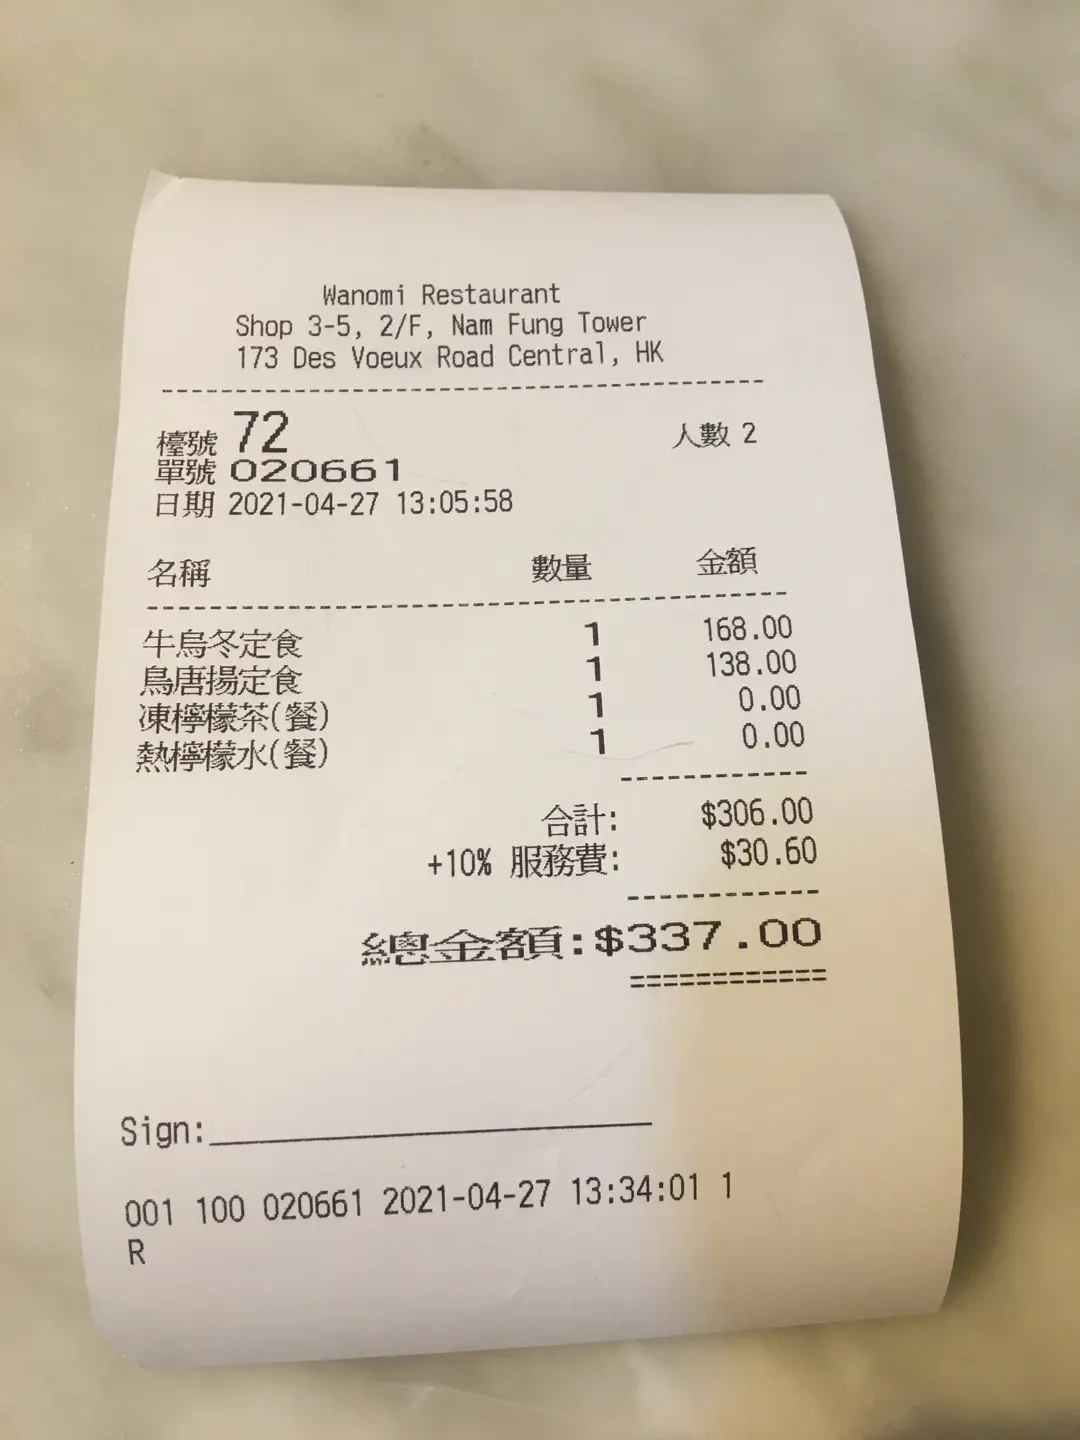 Wanomi Restaurant
Shop 3-5, 2/F, Nam Fung Tower
173 Des Voeux Road Central, HK
檯號 72 人數 2
單號 020661
日期 2021-04-27 13:05:58
名稱 數量 金額
牛烏冬定食 1 168.00
鳥唐揚定食 1 138.00
凍檸檬茶(餐) 1 0.00
熱檸檬水(餐) 1 0.00
合計: $306.00
+10% 服務費: $30.60
總金額:$337.00
Sign:
001 100 020661 2021-04-27 13:34:01 1
R